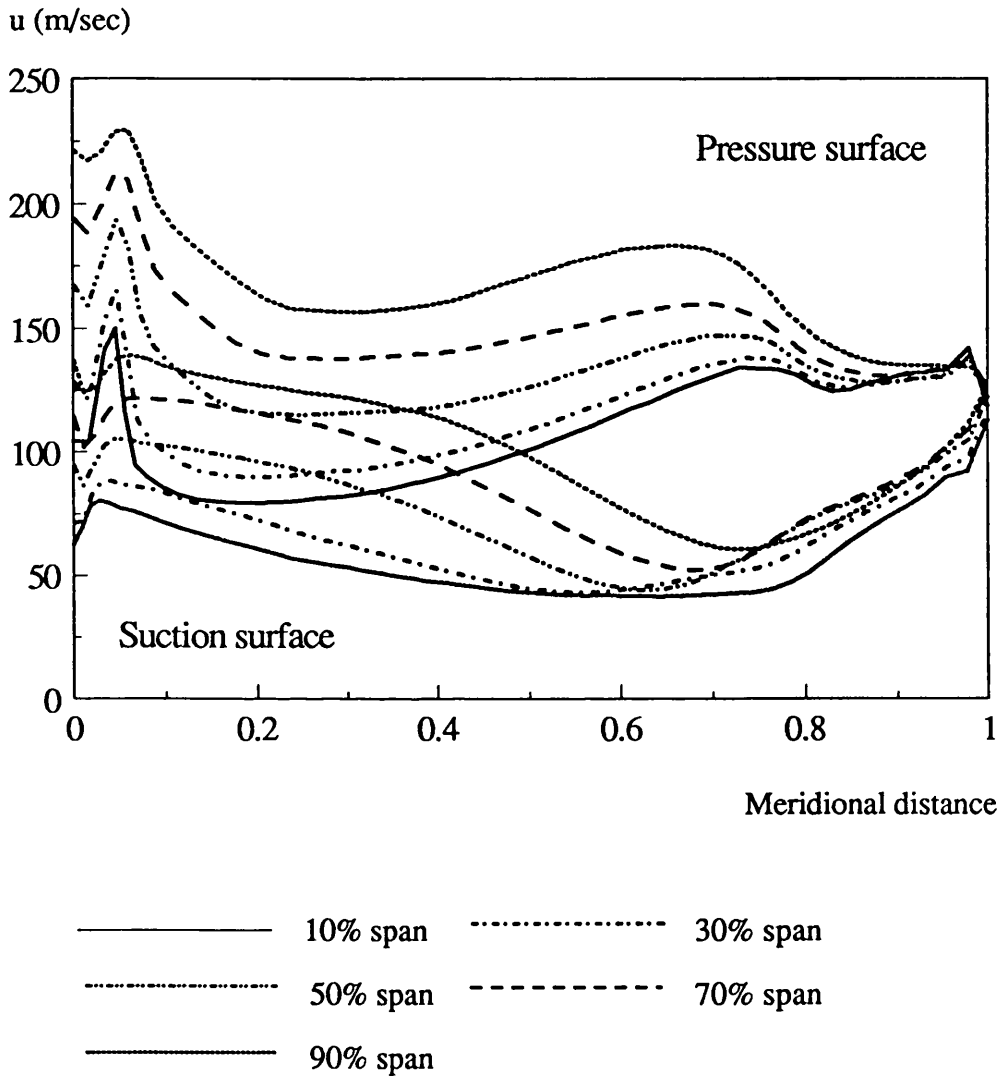 u (m/sec)
250
200
150
100
50
0
Pressure surface
Suction surface
0 0.2 0.4 0.6 0.8 1
Meridional distance
10% span 30% span
50% span 70% span
90% span